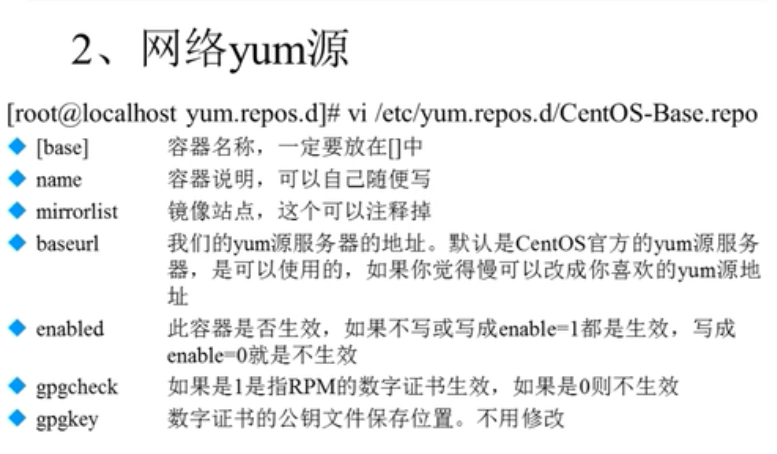 2、网络yum源
[root@localhost yum.repos.d]# vi /etc/yum.repos.d/CentOS-Base.repo
[base] 容器名称，一定要放在[]中
name 容器说明，可以自己随便写
mirrorlist 镜像站点，这个可以注释掉
baseurl 我们的yum源服务器的地址。默认是CentOS官方的yum源服务
器，是可以使用的，如果你觉得慢可以改成你喜欢的yum源地
址
enabled 此容器是否生效，如果不写或写成enable=1都是生效，写成
enable=0就是不生效
gpgcheck 如果是1是指RPM的数字证书生效，如果是0则不生效
gpgkey 数字证书的公钥文件保存位置。不用修改